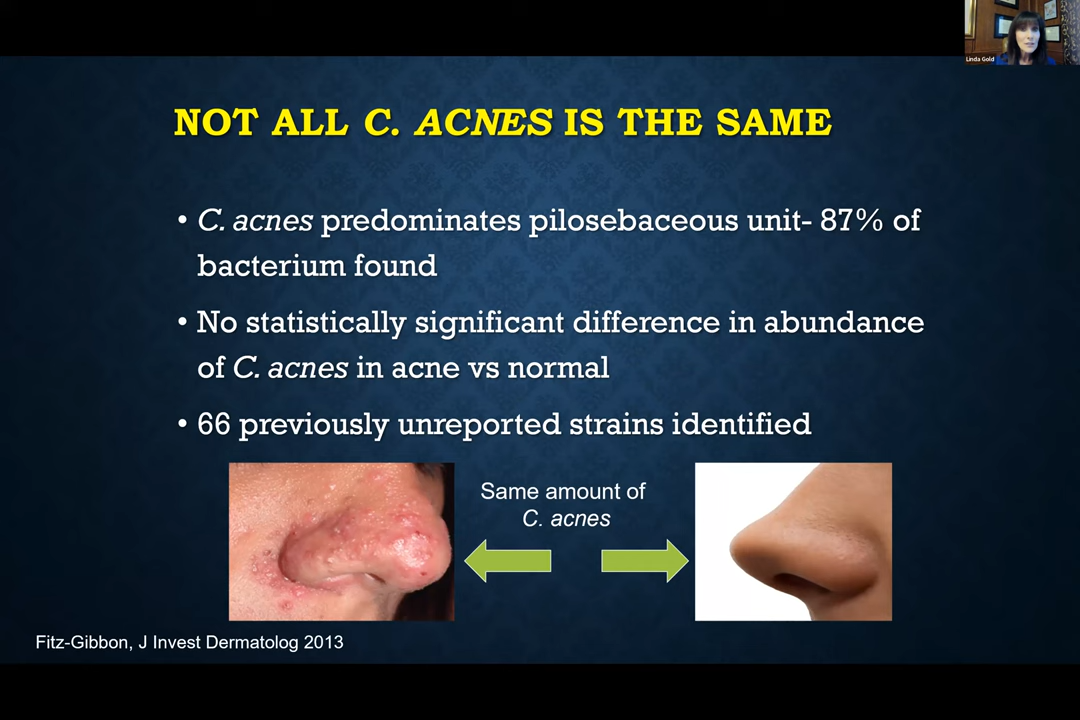 Linda Gold
NOT ALL C. ACNES IS THE SAME
• C. acnes predominates pilosebaceous unit- 87% of
bacterium found
• No statistically significant difference in abundance
of C. acnes in acne vs normal
• 66 previously unreported strains identified
Same amount of
C. acnes
Fitz-Gibbon, J Invest Dermatolog 2013